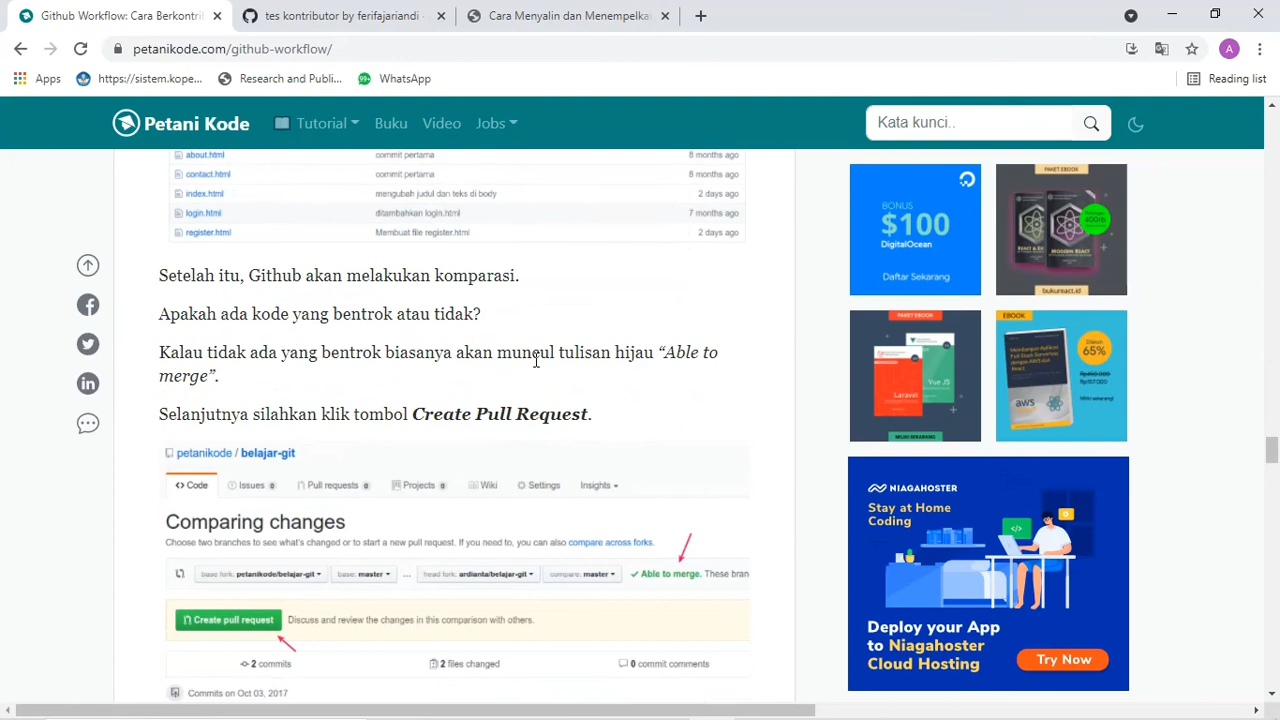 Github Workflow: Cara Berkontri
tes kontributor by ferifajariandi ·
Cara Menyalin dan Menempelka
petanikode.com/github-workflow/
A
Apps
https://sistem.kope...
Research and Publi...
99+
WhatsApp
Reading list
Petani Kode
Tutorial
Buku
Video
Jobs
Kata kunci..
about.html commit pertama 8 months ago
contact.html commit pertama 8 months ago
index.html mengubah judul dan teks di body 2 days ago
login.html ditambahkan login.html 7 months ago
register.html Membuat file register.html 2 days ago
Setelah itu. Github akan melakukan komparasi.
Apakah ada kode yang bentrok atau tidak?
Kalau tidak ada yang bentrok biasanya akan muncul tulisan hijau “Able to
merge”.
Selanjutnya silahkan klik tombol Create Pull Request.
petanikode / belajar-git
Code
Issues 0
Pull requests 0
Projects 0
Wiki
Settings
Insights
Comparing changes
Choose two branches to see what's changed or to start a new pull request. If you need to, you can also compare across forks.
base fork: petanikode/belajar-git
base: master
...
head fork: ardianta/belajar-git
compare: master
Able to merge. These bran
Create pull request
Discuss and review the changes in this comparison with others.
2 commits
2 files changed
0 commit comments
Commits on Oct 03, 2017
BONUS
$100
DigitalOcean
Daftar Sekarang
PAKET EBOOK
MODERN REACT
bukureact.id
PAKET EBOOK
Laravel
Vue JS
EBOOK
Diskon
65%
aws
NIAGAHOSTER
Stay at Home
Coding
Deploy your App
to Niagahoster
Cloud Hosting
Try Now